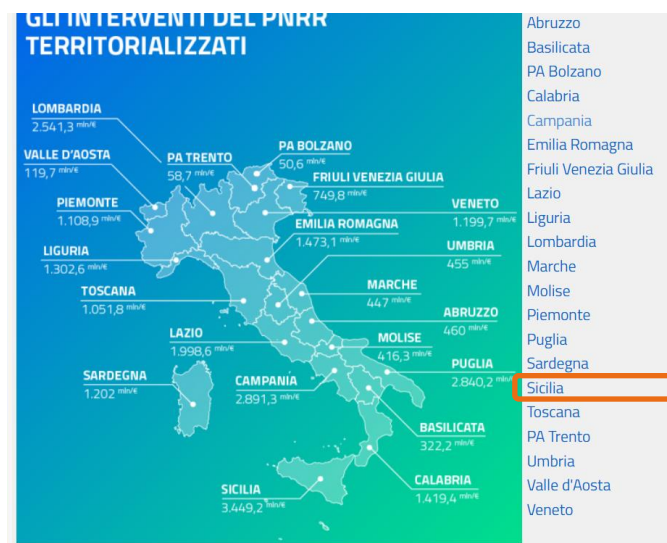 GLI INTERVENTI DEL PNRR
TERRITORIALIZZATI
LOMBARDIA
2.541,3 mln/€
VALLE D'AOSTA
119,7 mln/€
PA TRENTO
58,7 mln/€
PA BOLZANO
50,6 mln/€
FRIULI VENEZIA GIULIA
749,8 mln/€
PIEMONTE
1.108,9 mln/€
VENETO
1.199,7 mln/€
EMILIA ROMAGNA
1.473,1 mln/€
LIGURIA
1.302,6 mln/€
UMBRIA
455 mln/€
TOSCANA
1.051,8 mln/€
MARCHE
447 mln/€
ABRUZZO
460 mln/€
LAZIO
1.998,6 mln/€
MOLISE
416,3 mln/€
PUGLIA
2.840,2 mln/€
SARDEGNA
1.202 mln/€
CAMPANIA
2.891,3 mln/€
BASILICATA
322,2 mln/€
CALABRIA
1.419,4 mln/€
SICILIA
3.449,2 mln/€
Abruzzo
Basilicata
PA Bolzano
Calabria
Campania
Emilia Romagna
Friuli Venezia Giulia
Lazio
Liguria
Lombardia
Marche
Molise
Piemonte
Puglia
Sardegna
Sicilia
Toscana
PA Trento
Umbria
Valle d'Aosta
Veneto